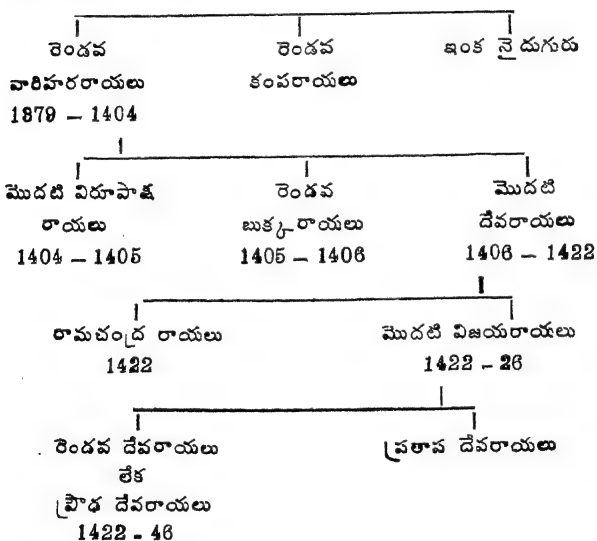 రెండవ రెండవ ఇంక నైదుగురు
వారిహరరాయలు కంపరాయలు
1379 – 1404
మొదటి విరూపాక్ష రెండవ మొదటి
రాయలు బుక్కరాయలు దేవరాయలు
1404 – 1405 1405 – 1406 1406 – 1422
రామచంద్ర రాయలు మొదటి విజయరాయలు
1422 1422 – 26
రెండవ దేవరాయలు ప్రతాప దేవరాయలు
లేక
ప్రౌఢ దేవరాయలు
1422 - 46